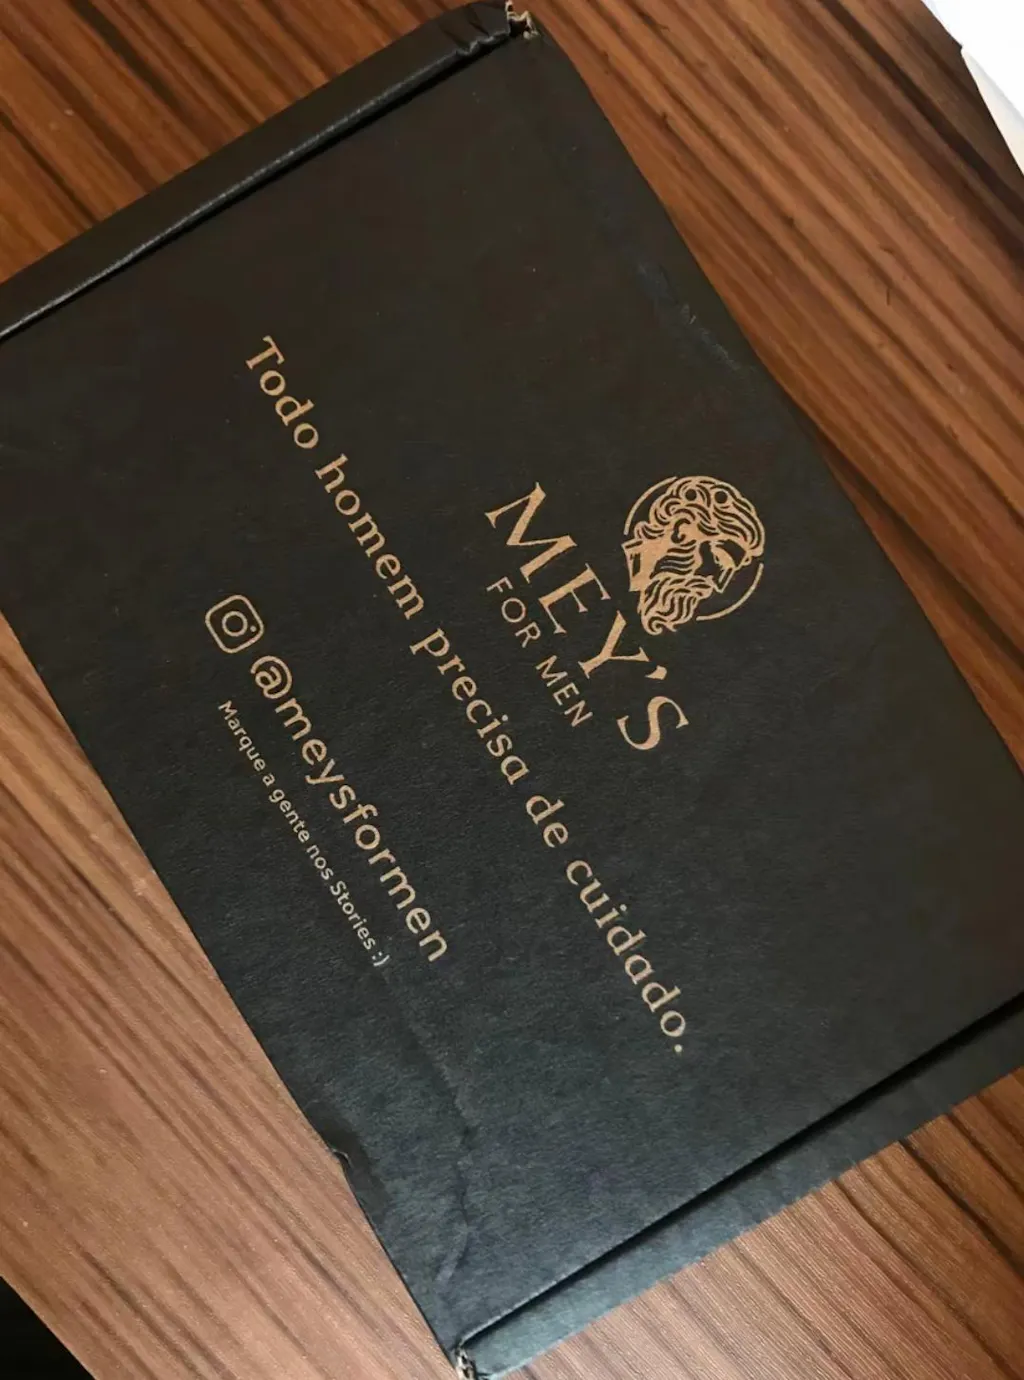 MEY'S
FOR MEN
Todo homem precisa de cuidado.
@meysformen
Marque a gente nos Stories :)